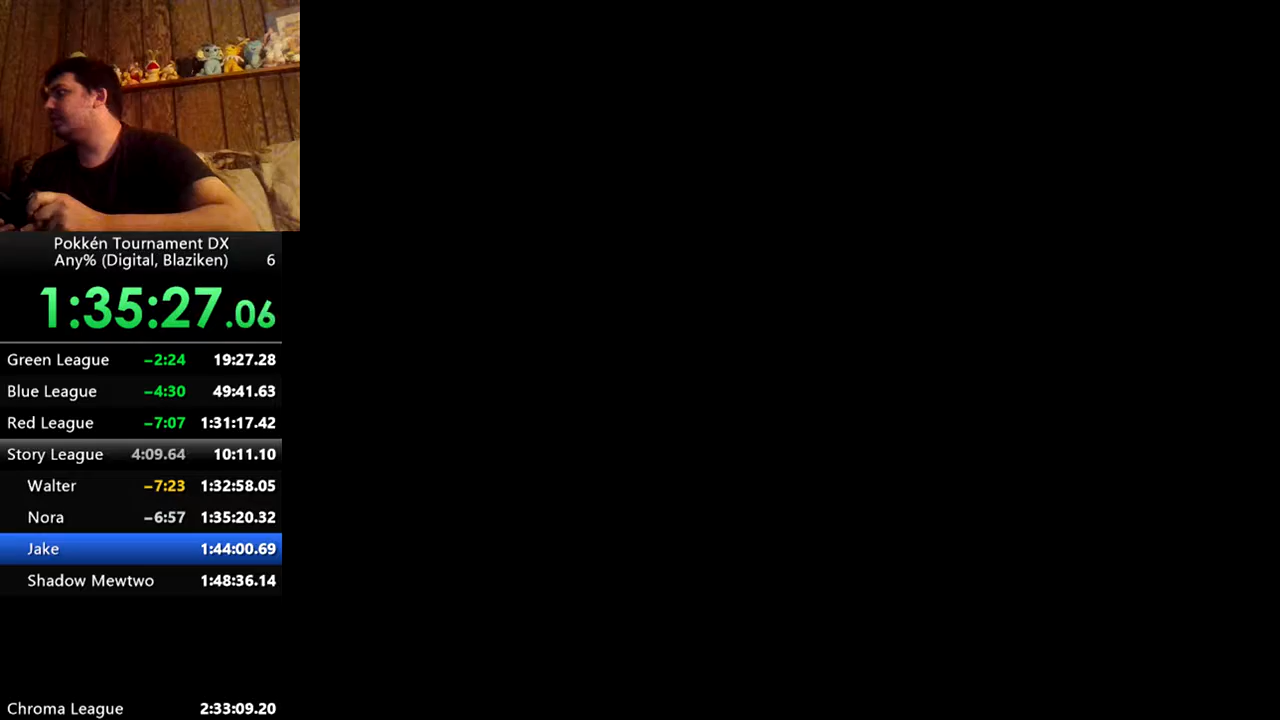 Pokkén Tournament DX
Any% (Digital, Blaziken) 6
1:35:27.06
Green League −2:24 19:27.28
Blue League −4:30 49:41.63
Red League −7:07 1:31:17.42
Story League 4:09.64 10:11.10
Walter −7:23 1:32:58.05
Nora −6:57 1:35:20.32
Jake 1:44:00.69
Shadow Mewtwo 1:48:36.14
Chroma League 2:33:09.20